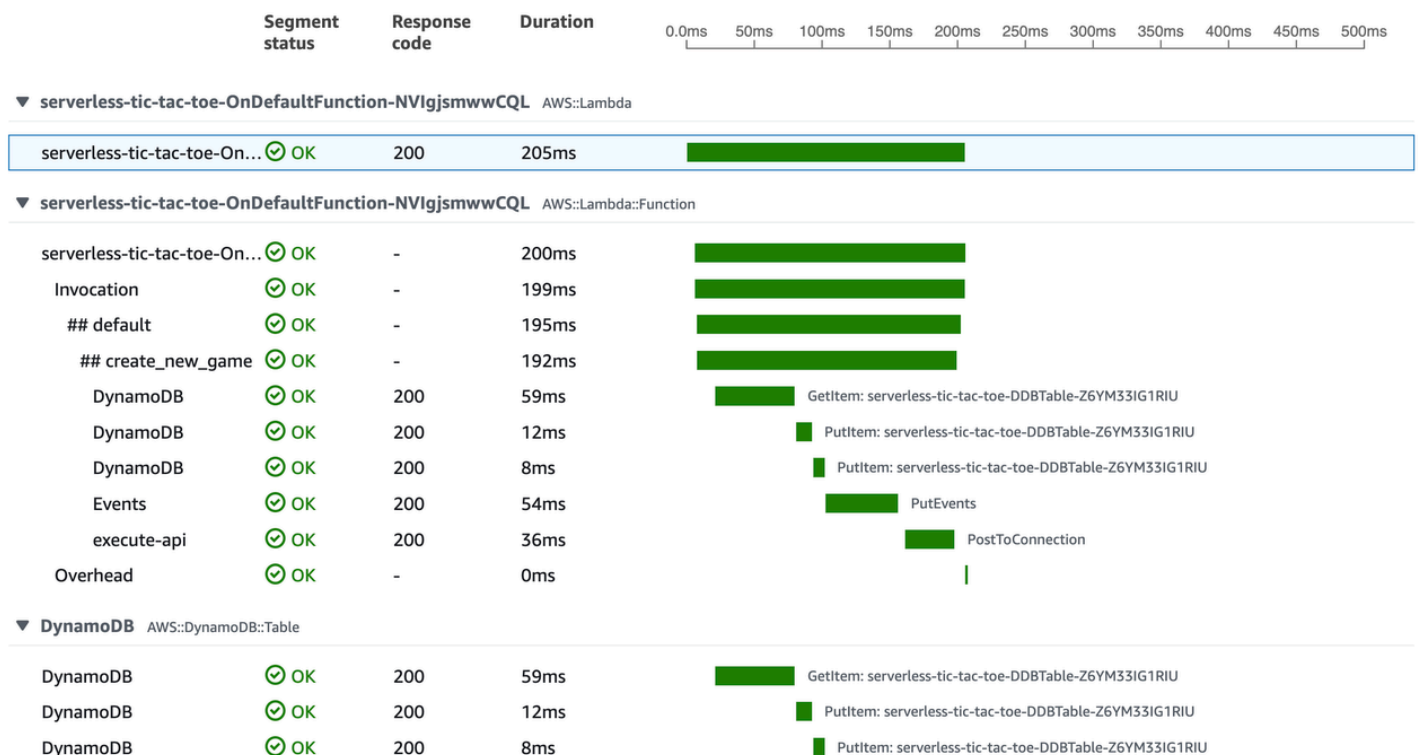 Segment status Response code Duration 0.0ms 50ms 100ms 150ms 200ms 250ms 300ms 350ms 400ms 450ms 500ms
▼ serverless-tic-tac-toe-OnDefaultFunction-NVIgjsmwwCQL AWS::Lambda
serverless-tic-tac-toe-On... OK 200 205ms
▼ serverless-tic-tac-toe-OnDefaultFunction-NVIgjsmwwCQL AWS::Lambda::Function
serverless-tic-tac-toe-On... OK - 200ms
Invocation OK - 199ms
## default OK - 195ms
## create_new_game OK - 192ms
DynamoDB OK 200 59ms GetItem: serverless-tic-tac-toe-DDBTable-Z6YM33IG1RIU
DynamoDB OK 200 12ms PutItem: serverless-tic-tac-toe-DDBTable-Z6YM33IG1RIU
DynamoDB OK 200 8ms PutItem: serverless-tic-tac-toe-DDBTable-Z6YM33IG1RIU
Events OK 200 54ms PutEvents
execute-api OK 200 36ms PostToConnection
Overhead OK - 0ms
▼ DynamoDB AWS::DynamoDB::Table
DynamoDB OK 200 59ms GetItem: serverless-tic-tac-toe-DDBTable-Z6YM33IG1RIU
DynamoDB OK 200 12ms PutItem: serverless-tic-tac-toe-DDBTable-Z6YM33IG1RIU
DynamoDB OK 200 8ms PutItem: serverless-tic-tac-toe-DDBTable-Z6YM33IG1RIU